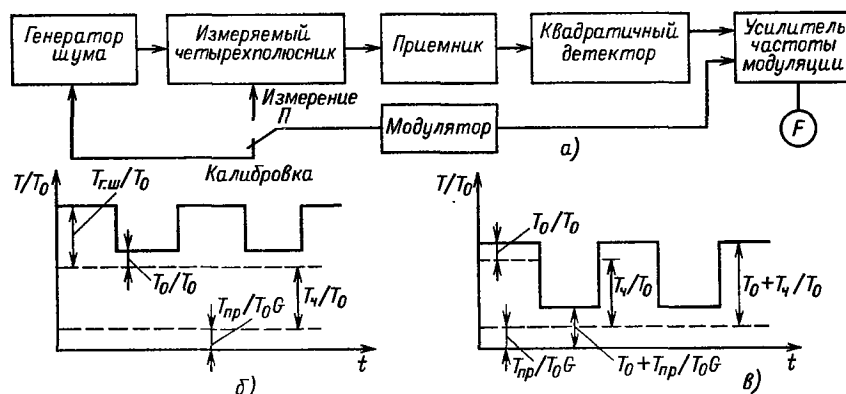 Генератор
шума
Измеряемый
четырехполюсник
Приемник
Квадратичный
детектор
Усилитель
частоты
модуляции
Измерение
П
Модулятор
F
а)
Калибровка
T/T₀
Tг.ш/T₀
T₀/T₀
Tч/T₀
Tпр/T₀G
t
б)
T/T₀
T₀/T₀
Tч/T₀
T₀+Tч/T₀
Tпр/T₀G
T₀+Tпр/T₀G
t
в)